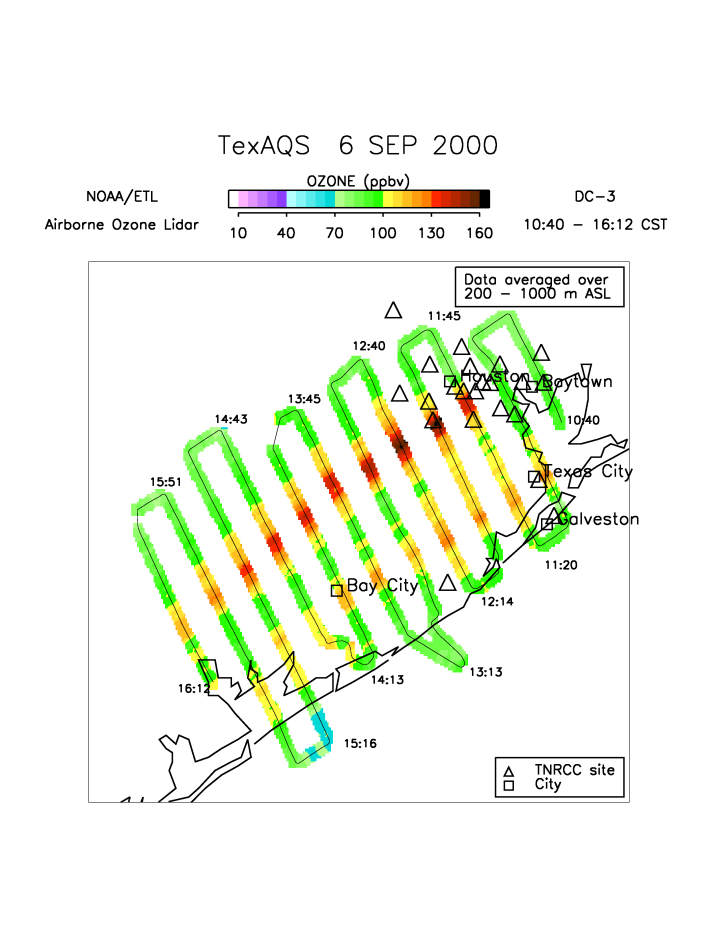 TexAQS 6 SEP 2000
OZONE (ppbv)
NOAA/ETL
DC-3
Airborne Ozone Lidar
10:40 - 16:12 CST
10 40 70 100 130 160
Data averaged over
200 - 1000 m ASL
11:45
12:40
Houston
Baytown
13:45
10:40
14:43
Texas City
15:51
Galveston
11:20
Bay City
12:14
13:13
14:13
16:12
15:16
TNRCC site
City